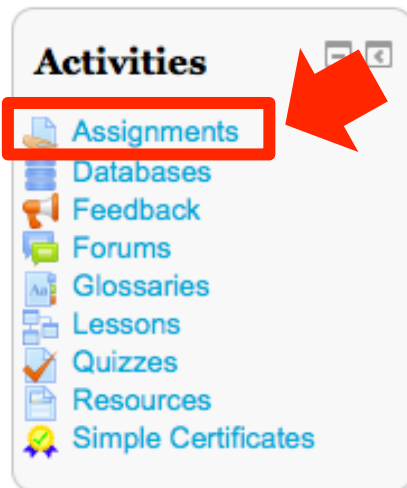 Activities
Assignments
Databases
Feedback
Forums
Glossaries
Lessons
Quizzes
Resources
Simple Certificates